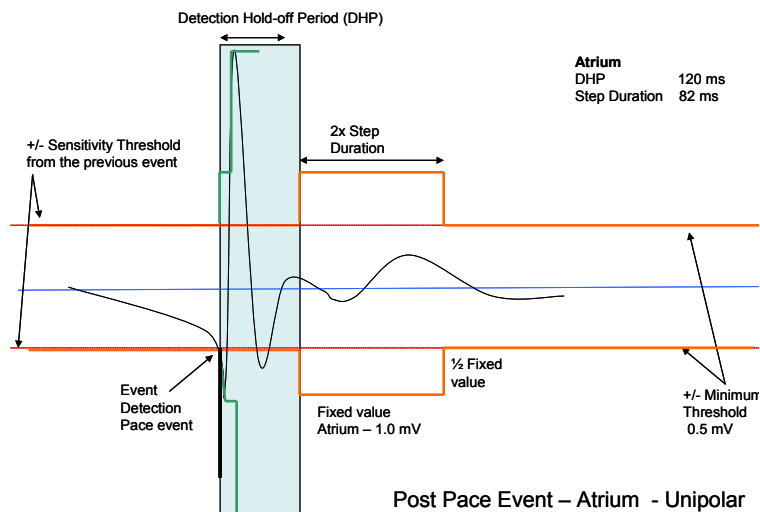 Detection Hold-off Period (DHP)
Atrium
DHP 120 ms
Step Duration 82 ms
+/- Sensitivity Threshold
from the previous event
2x Step
Duration
½ Fixed
value
Event
Detection
Pace event
Fixed value
Atrium – 1.0 mV
+/- Minimum
Threshold
0.5 mV
Post Pace Event – Atrium - Unipolar